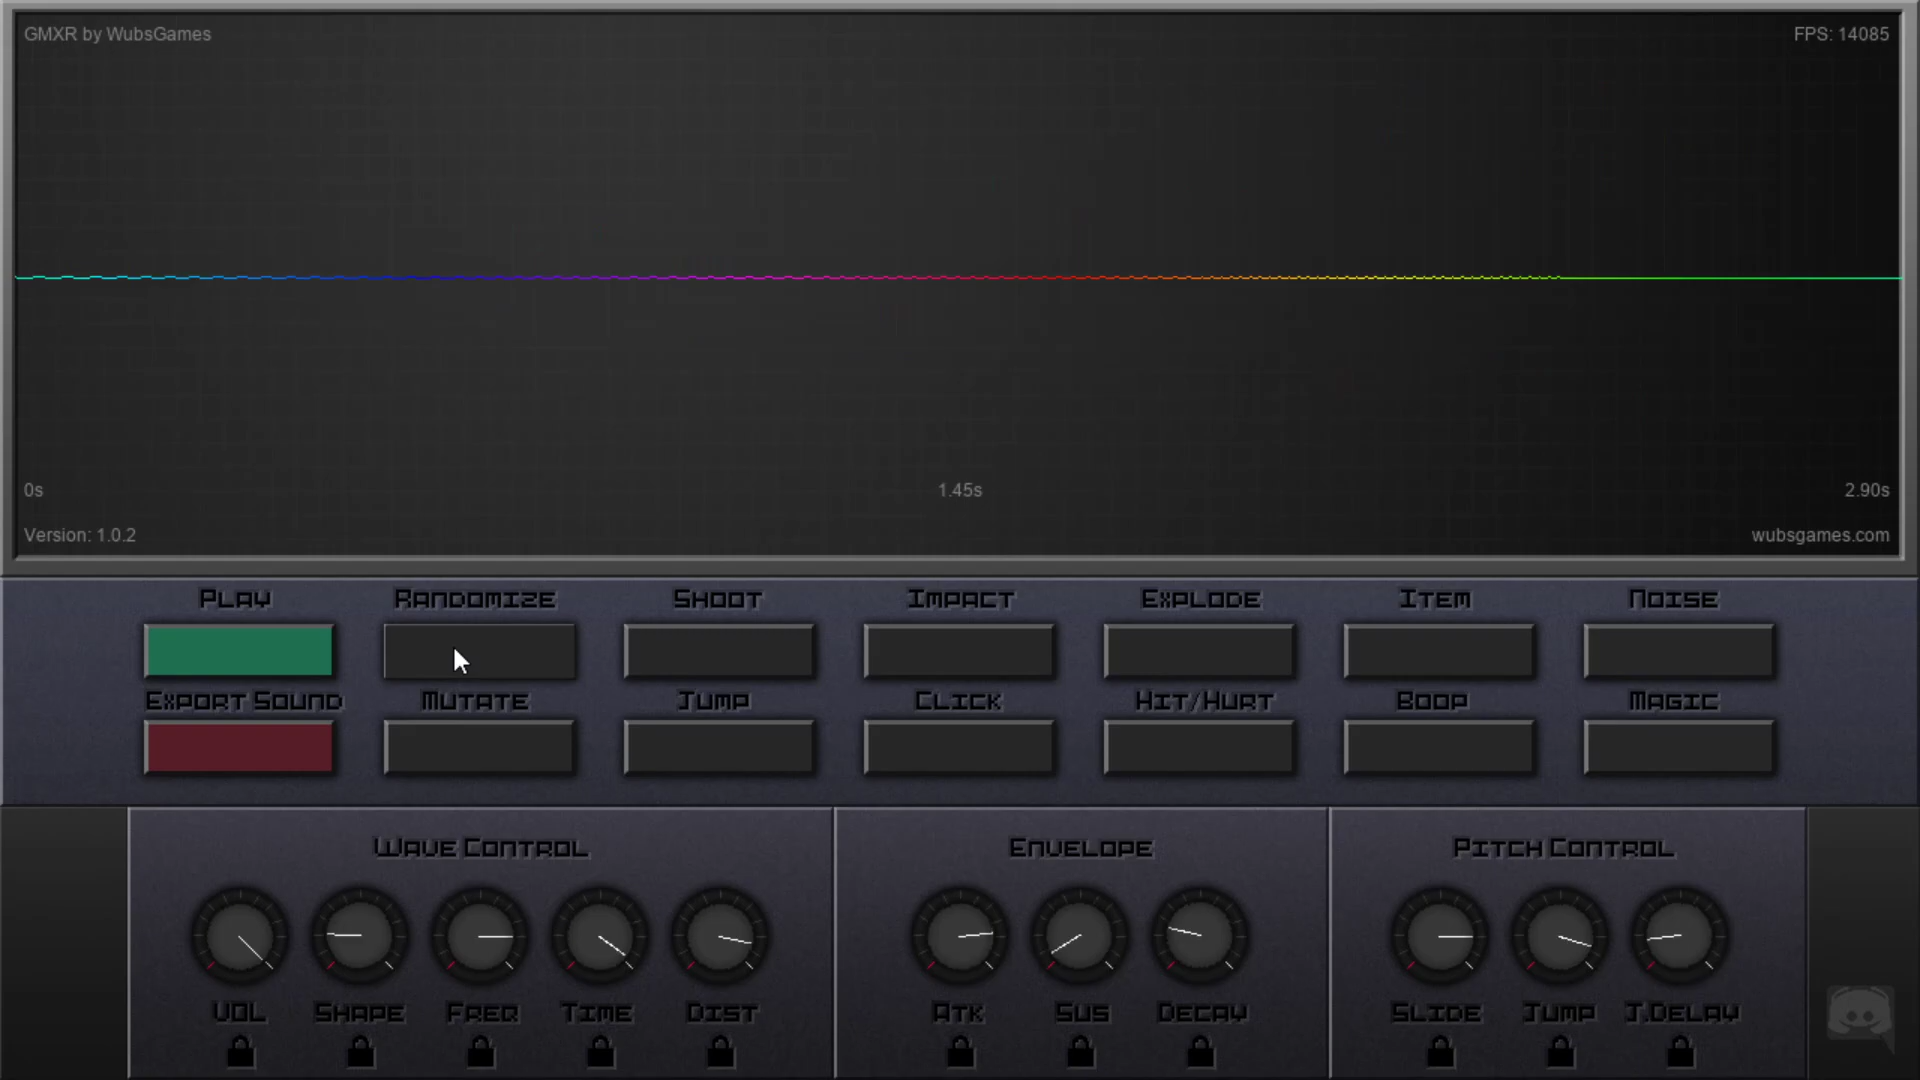 GMXR by WubsGames
FPS: 14085
0s
1.45s
2.90s
Version: 1.0.2
wubsgames.com
PLAY
RANDOMIZE
SHOOT
IMPACT
EXPLODE
ITEM
NOISE
EXPORT SOUND
MUTATE
JUMP
CLICK
HIT/HURT
BOOP
MAGIC
WAVE CONTROL
ENVELOPE
PITCH CONTROL
VOL
SHAPE
FREQ
TIME
DIST
ATK
SUS
DECAY
SLIDE
JUMP
J.DELAY